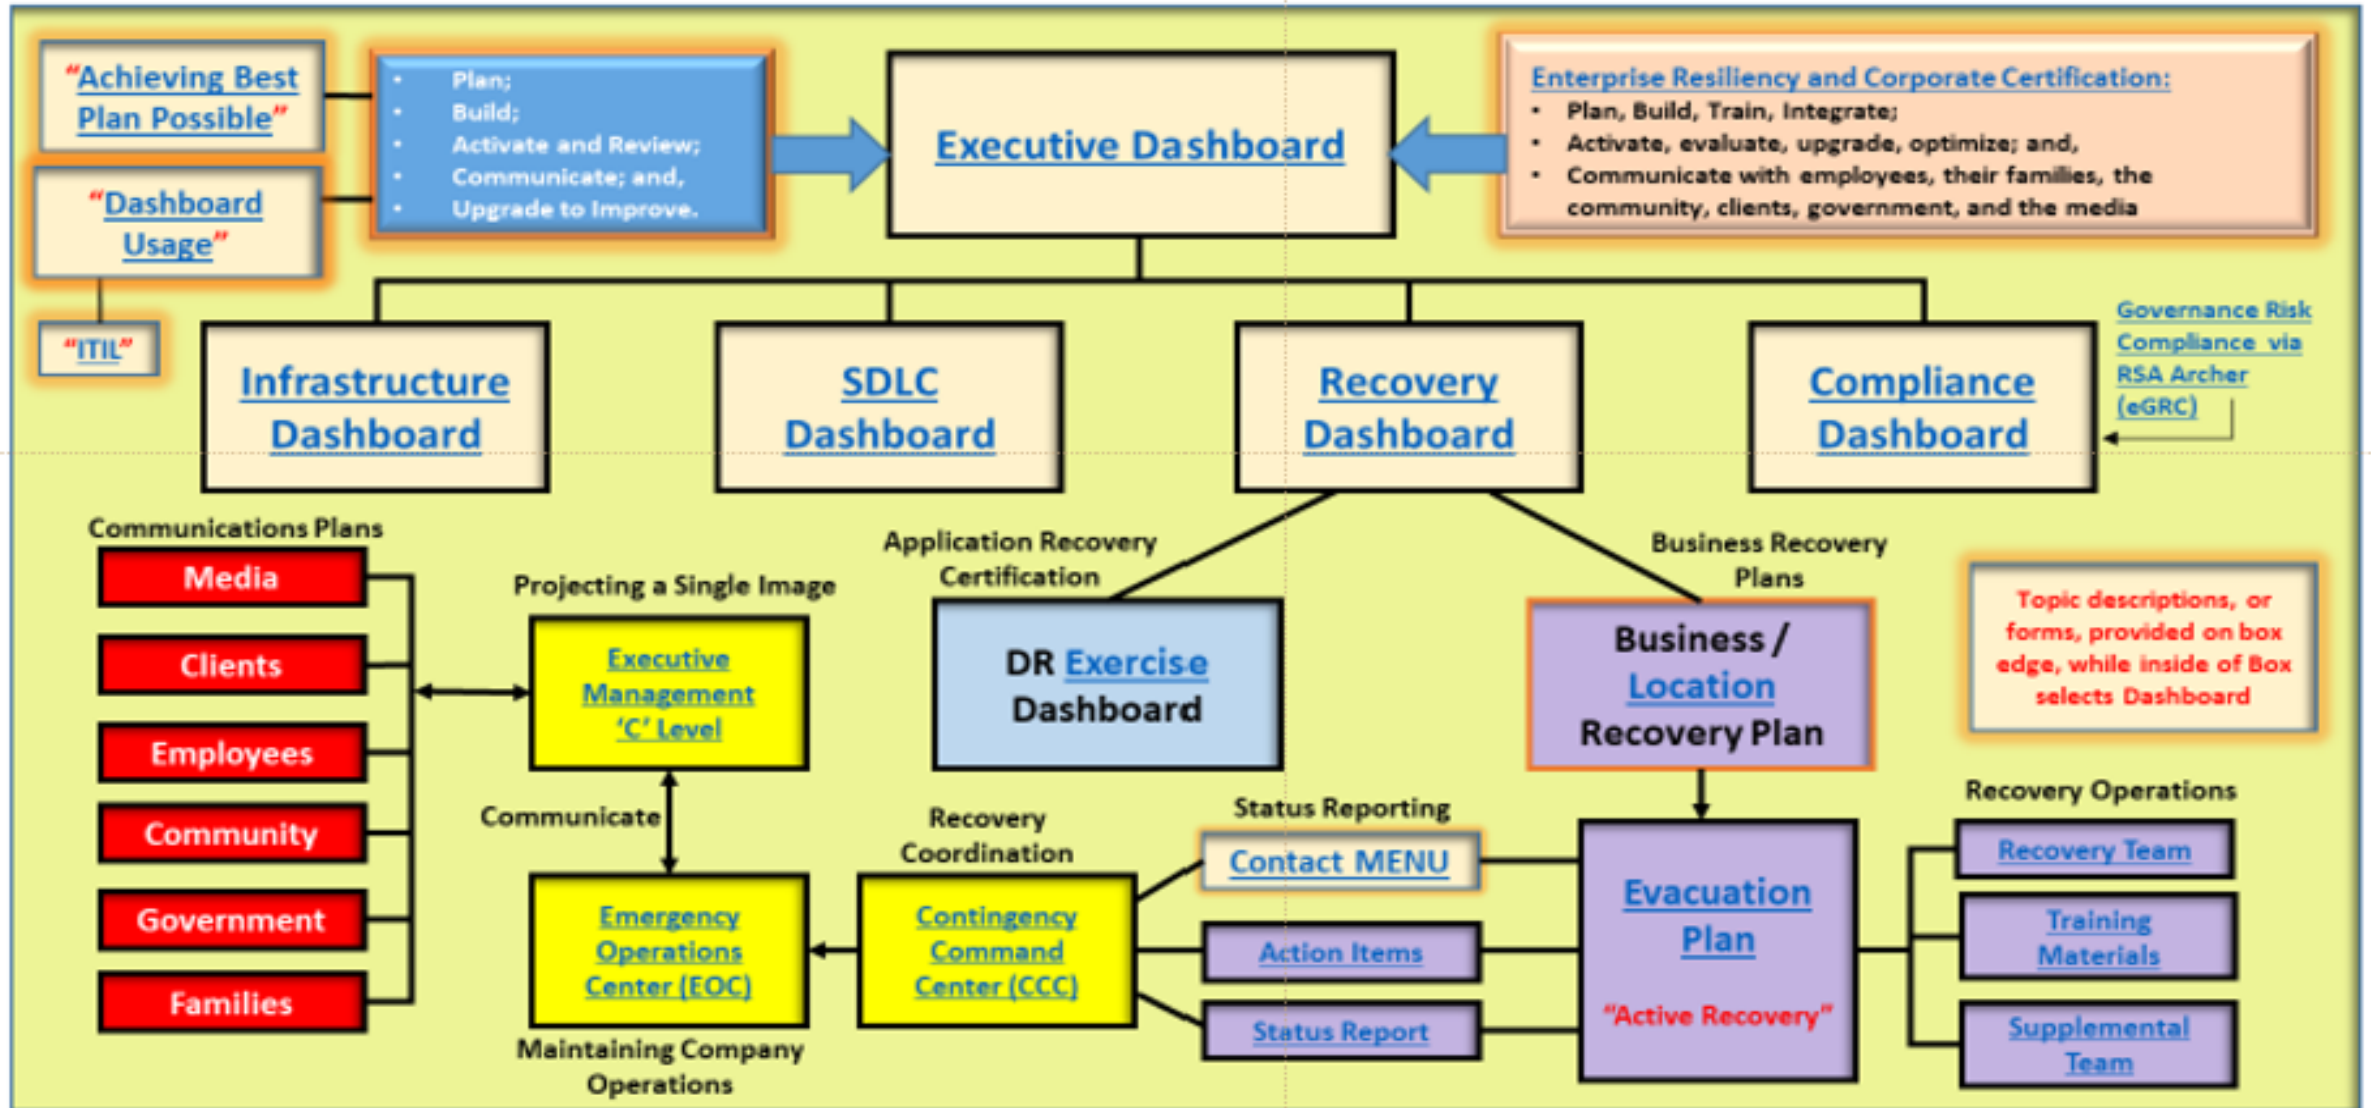 “Achieving Best
Plan Possible”
“Dashboard
Usage”
“ITIL”
• Plan;
• Build;
• Activate and Review;
• Communicate; and,
• Upgrade to Improve.
Executive Dashboard
Enterprise Resiliency and Corporate Certification:
• Plan, Build, Train, Integrate;
• Activate, evaluate, upgrade, optimize; and,
• Communicate with employees, their families, the
community, clients, government, and the media
Infrastructure
Dashboard
SDLC
Dashboard
Recovery
Dashboard
Compliance
Dashboard
Governance Risk
Compliance via
RSA Archer
(eGRC)
Communications Plans
Media
Clients
Employees
Community
Government
Families
Projecting a Single Image
Executive
Management
‘C’ Level
Communicate
Emergency
Operations
Center (EOC)
Maintaining Company
Operations
Application Recovery
Certification
DR Exercise
Dashboard
Recovery
Coordination
Contingency
Command
Center (CCC)
Status Reporting
Contact MENU
Action Items
Status Report
Business Recovery
Plans
Business /
Location
Recovery Plan
Evacuation
Plan
“Active Recovery”
Topic descriptions, or
forms, provided on box
edge, while inside of Box
selects Dashboard
Recovery Operations
Recovery Team
Training
Materials
Supplemental
Team